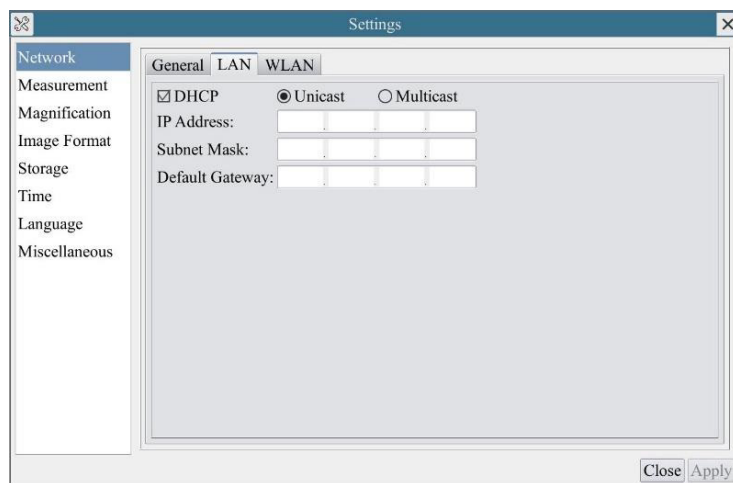 Settings
Network
Measurement
Magnification
Image Format
Storage
Time
Language
Miscellaneous
General LAN WLAN
DHCP Unicast Multicast
IP Address:
Subnet Mask:
Default Gateway:
Close Apply